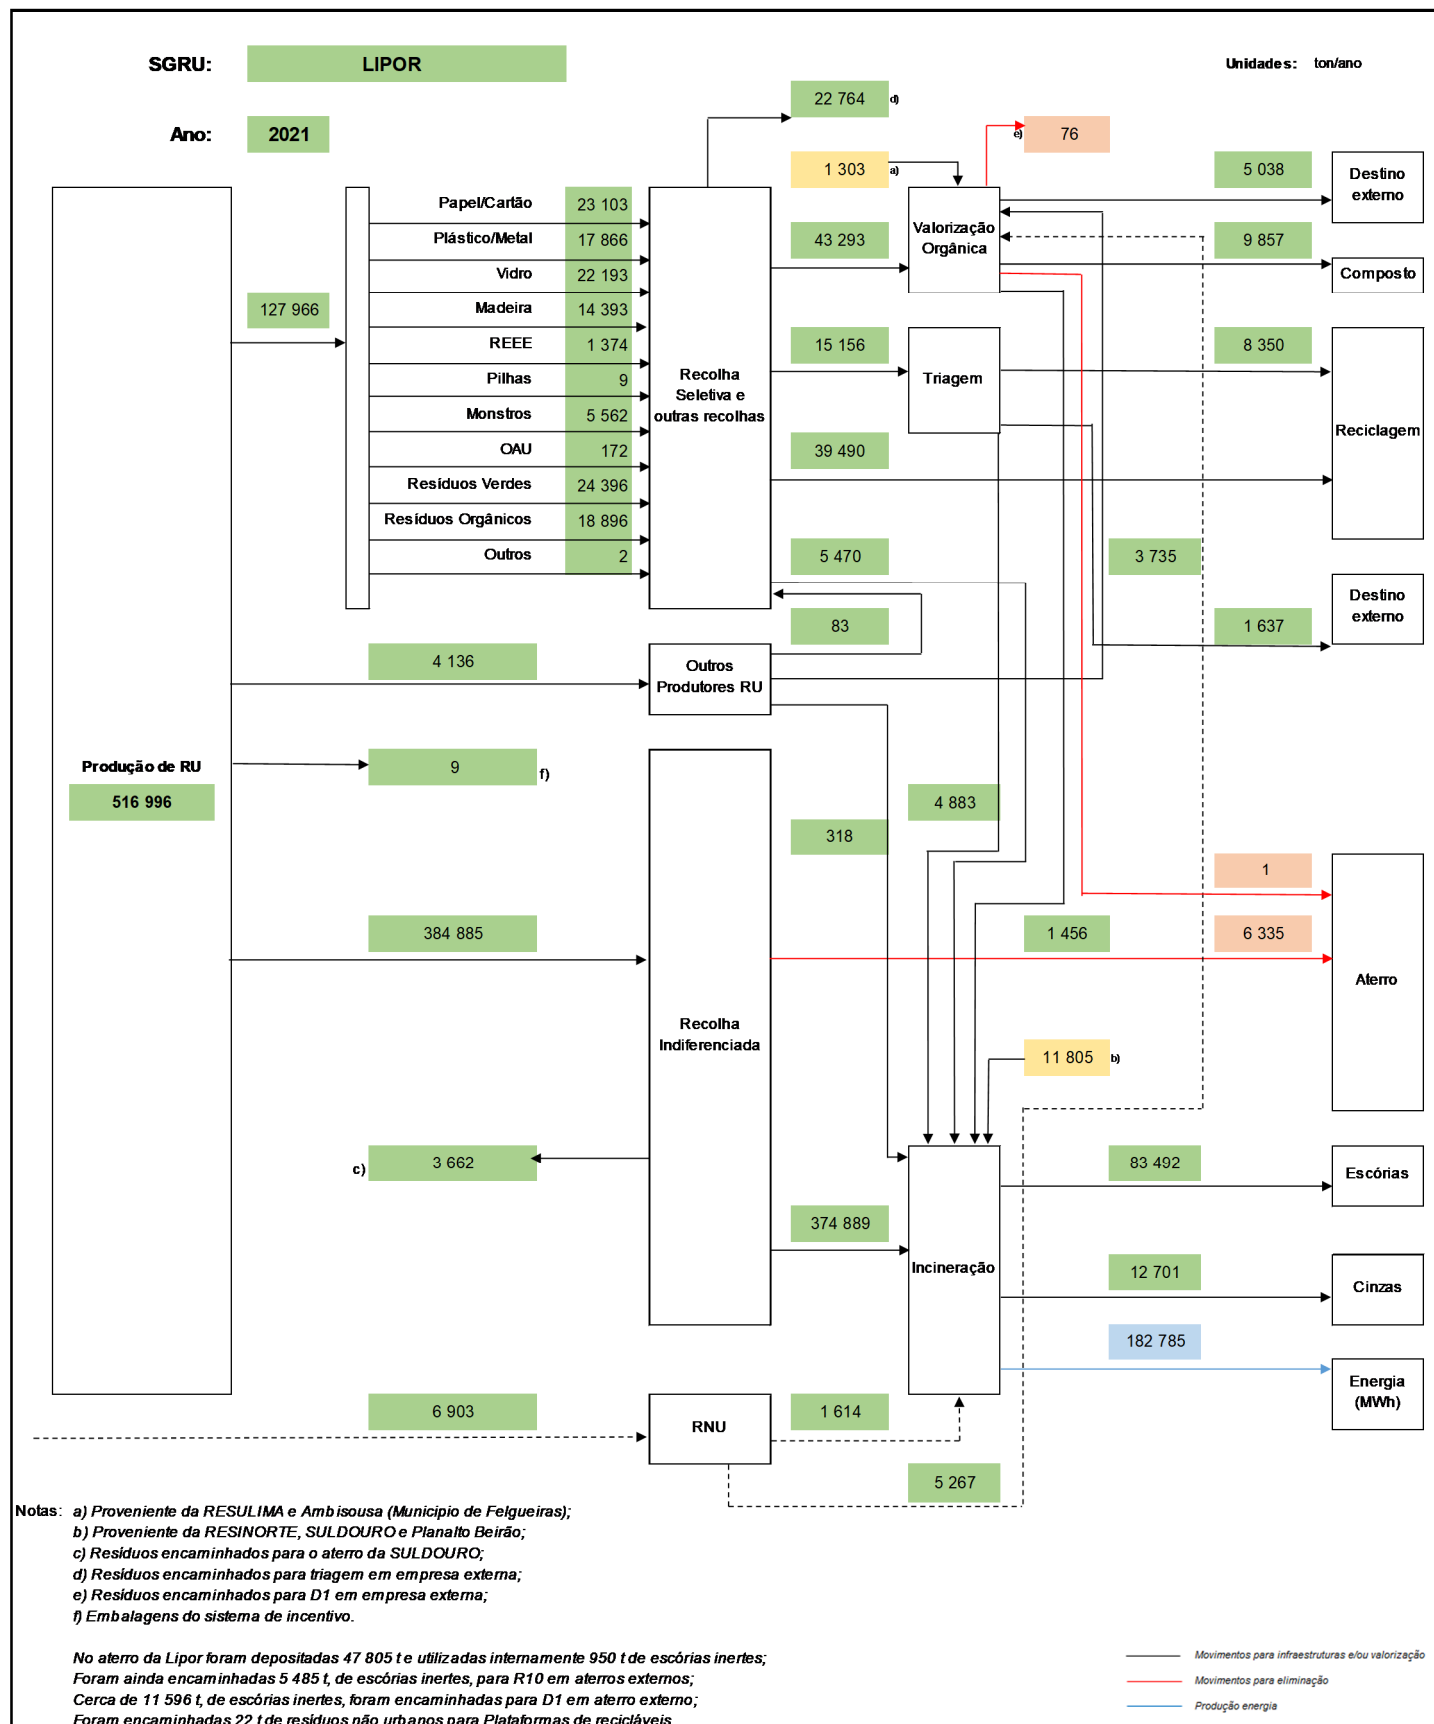 SGRU: LIPOR
Unidades: ton/ano
Ano: 2021
22 764 d)
1 303 a)
e) 76
5 038
Destino
externo
Papel/Cartão 23 103
Plástico/Metal 17 866
Vidro 22 193
Madeira 14 393
REEE 1 374
Pilhas 9
Monstros 5 562
OAU 172
Resíduos Verdes 24 396
Resíduos Orgânicos 18 896
Outros 2
127 966
Recolha
Seletiva e
outras recolhas
43 293
Valorização
Orgânica
9 857
Composto
15 156
Triagem
8 350
Reciclagem
39 490
5 470
3 735
83
Destino
externo
1 637
4 136
Outros
Produtores RU
Produção de RU
516 996
9 f)
318
4 883
1
384 885
1 456
6 335
Aterro
Recolha
Indiferenciada
11 805 b)
c) 3 662
83 492
Escórias
374 889
Incineração
12 701
Cinzas
182 785
Energia
(MWh)
6 903
RNU
1 614
5 267
Notas: a) Proveniente da RESULIMA e Ambisousa (Municipio de Felgueiras);
b) Proveniente da RESINORTE, SULDOURO e Planalto Beirão;
c) Resíduos encaminhados para o aterro da SULDOURO;
d) Resíduos encaminhados para triagem em empresa externa;
e) Resíduos encaminhados para D1 em empresa externa;
f) Embalagens do sistema de incentivo.
No aterro da Lipor foram depositadas 47 805 t e utilizadas internamente 950 t de escórias inertes;
Foram ainda encaminhadas 5 485 t, de escórias inertes, para R10 em aterros externos;
Cerca de 11 596 t, de escórias inertes, foram encaminhadas para D1 em aterro externo;
Foram encaminhadas 22 t de resíduos não urbanos para Plataformas de recicláveis
Movimentos para infraestruturas e/ou valorização
Movimentos para eliminação
Produção energia